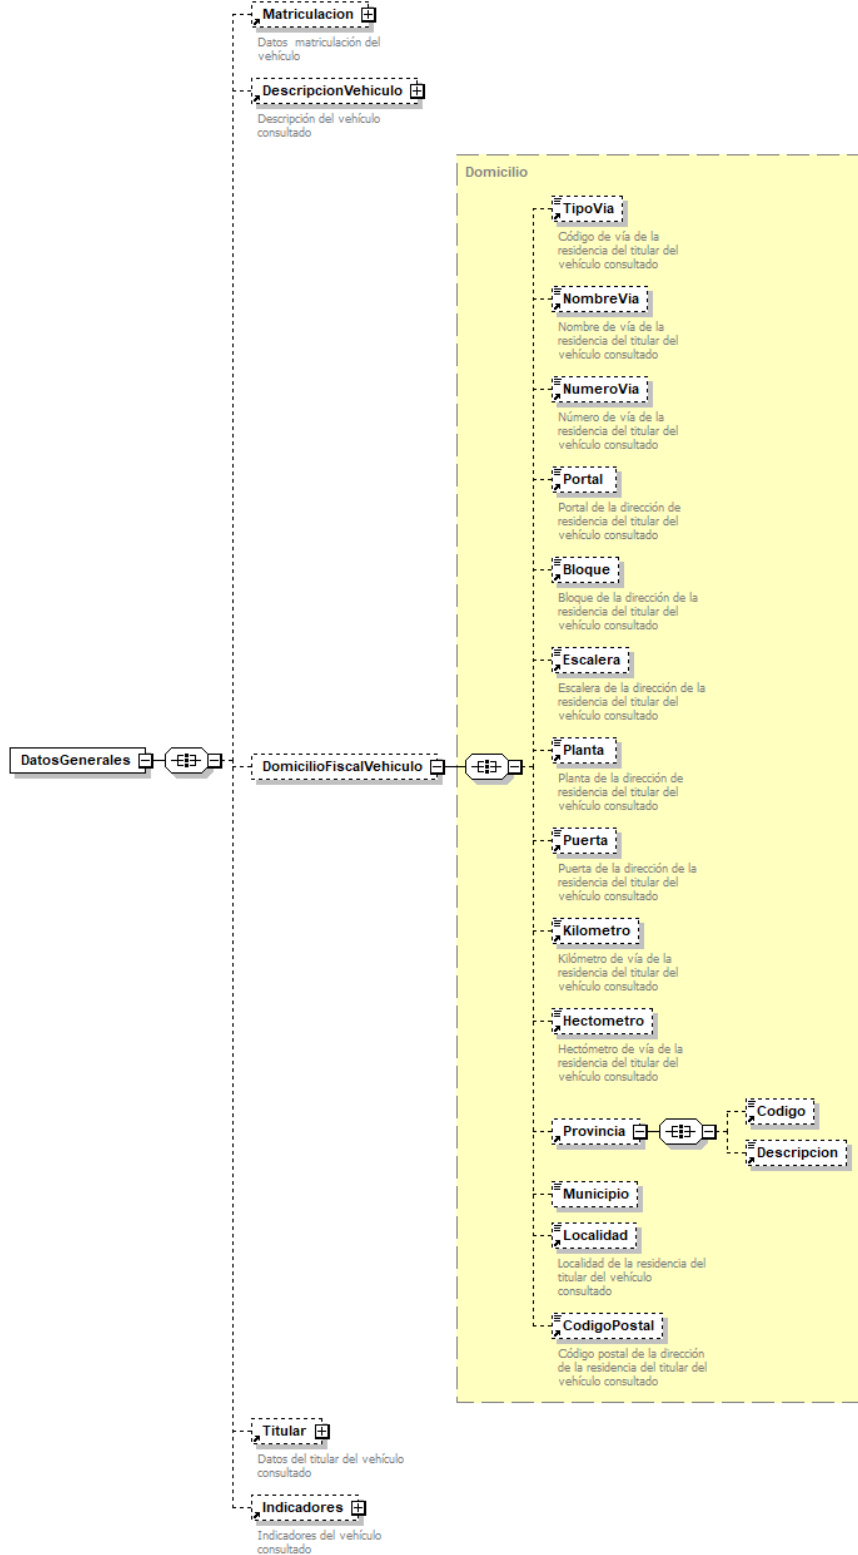 Matriculacion
Datos matriculación del
vehículo
DescripcionVehiculo
Descripción del vehículo
consultado
Domicilio
TipoVia
Código de vía de la
residencia del titular del
vehículo consultado
NombreVia
Nombre de vía de la
residencia del titular del
vehículo consultado
NumeroVia
Número de vía de la
residencia del titular del
vehículo consultado
Portal
Portal de la dirección de
residencia del titular del
vehículo consultado
Bloque
Bloque de la dirección de la
residencia del titular del
vehículo consultado
Escalera
Escalera de la dirección de la
residencia del titular del
vehículo consultado
DatosGenerales
DomicilioFiscalVehiculo
Planta
Planta de la dirección de
residencia del titular del
vehículo consultado
Puerta
Puerta de la dirección de la
residencia del titular del
vehículo consultado
Kilometro
Kilómetro de vía de la
residencia del titular del
vehículo consultado
Hectometro
Hectómetro de vía de la
residencia del titular del
vehículo consultado
Provincia
Codigo
Descripcion
Municipio
Localidad
Localidad de la residencia del
titular del vehículo
consultado
CodigoPostal
Código postal de la dirección
de la residencia del titular del
vehículo consultado
Titular
Datos del titular del vehículo
consultado
Indicadores
Indicadores del vehículo
consultado